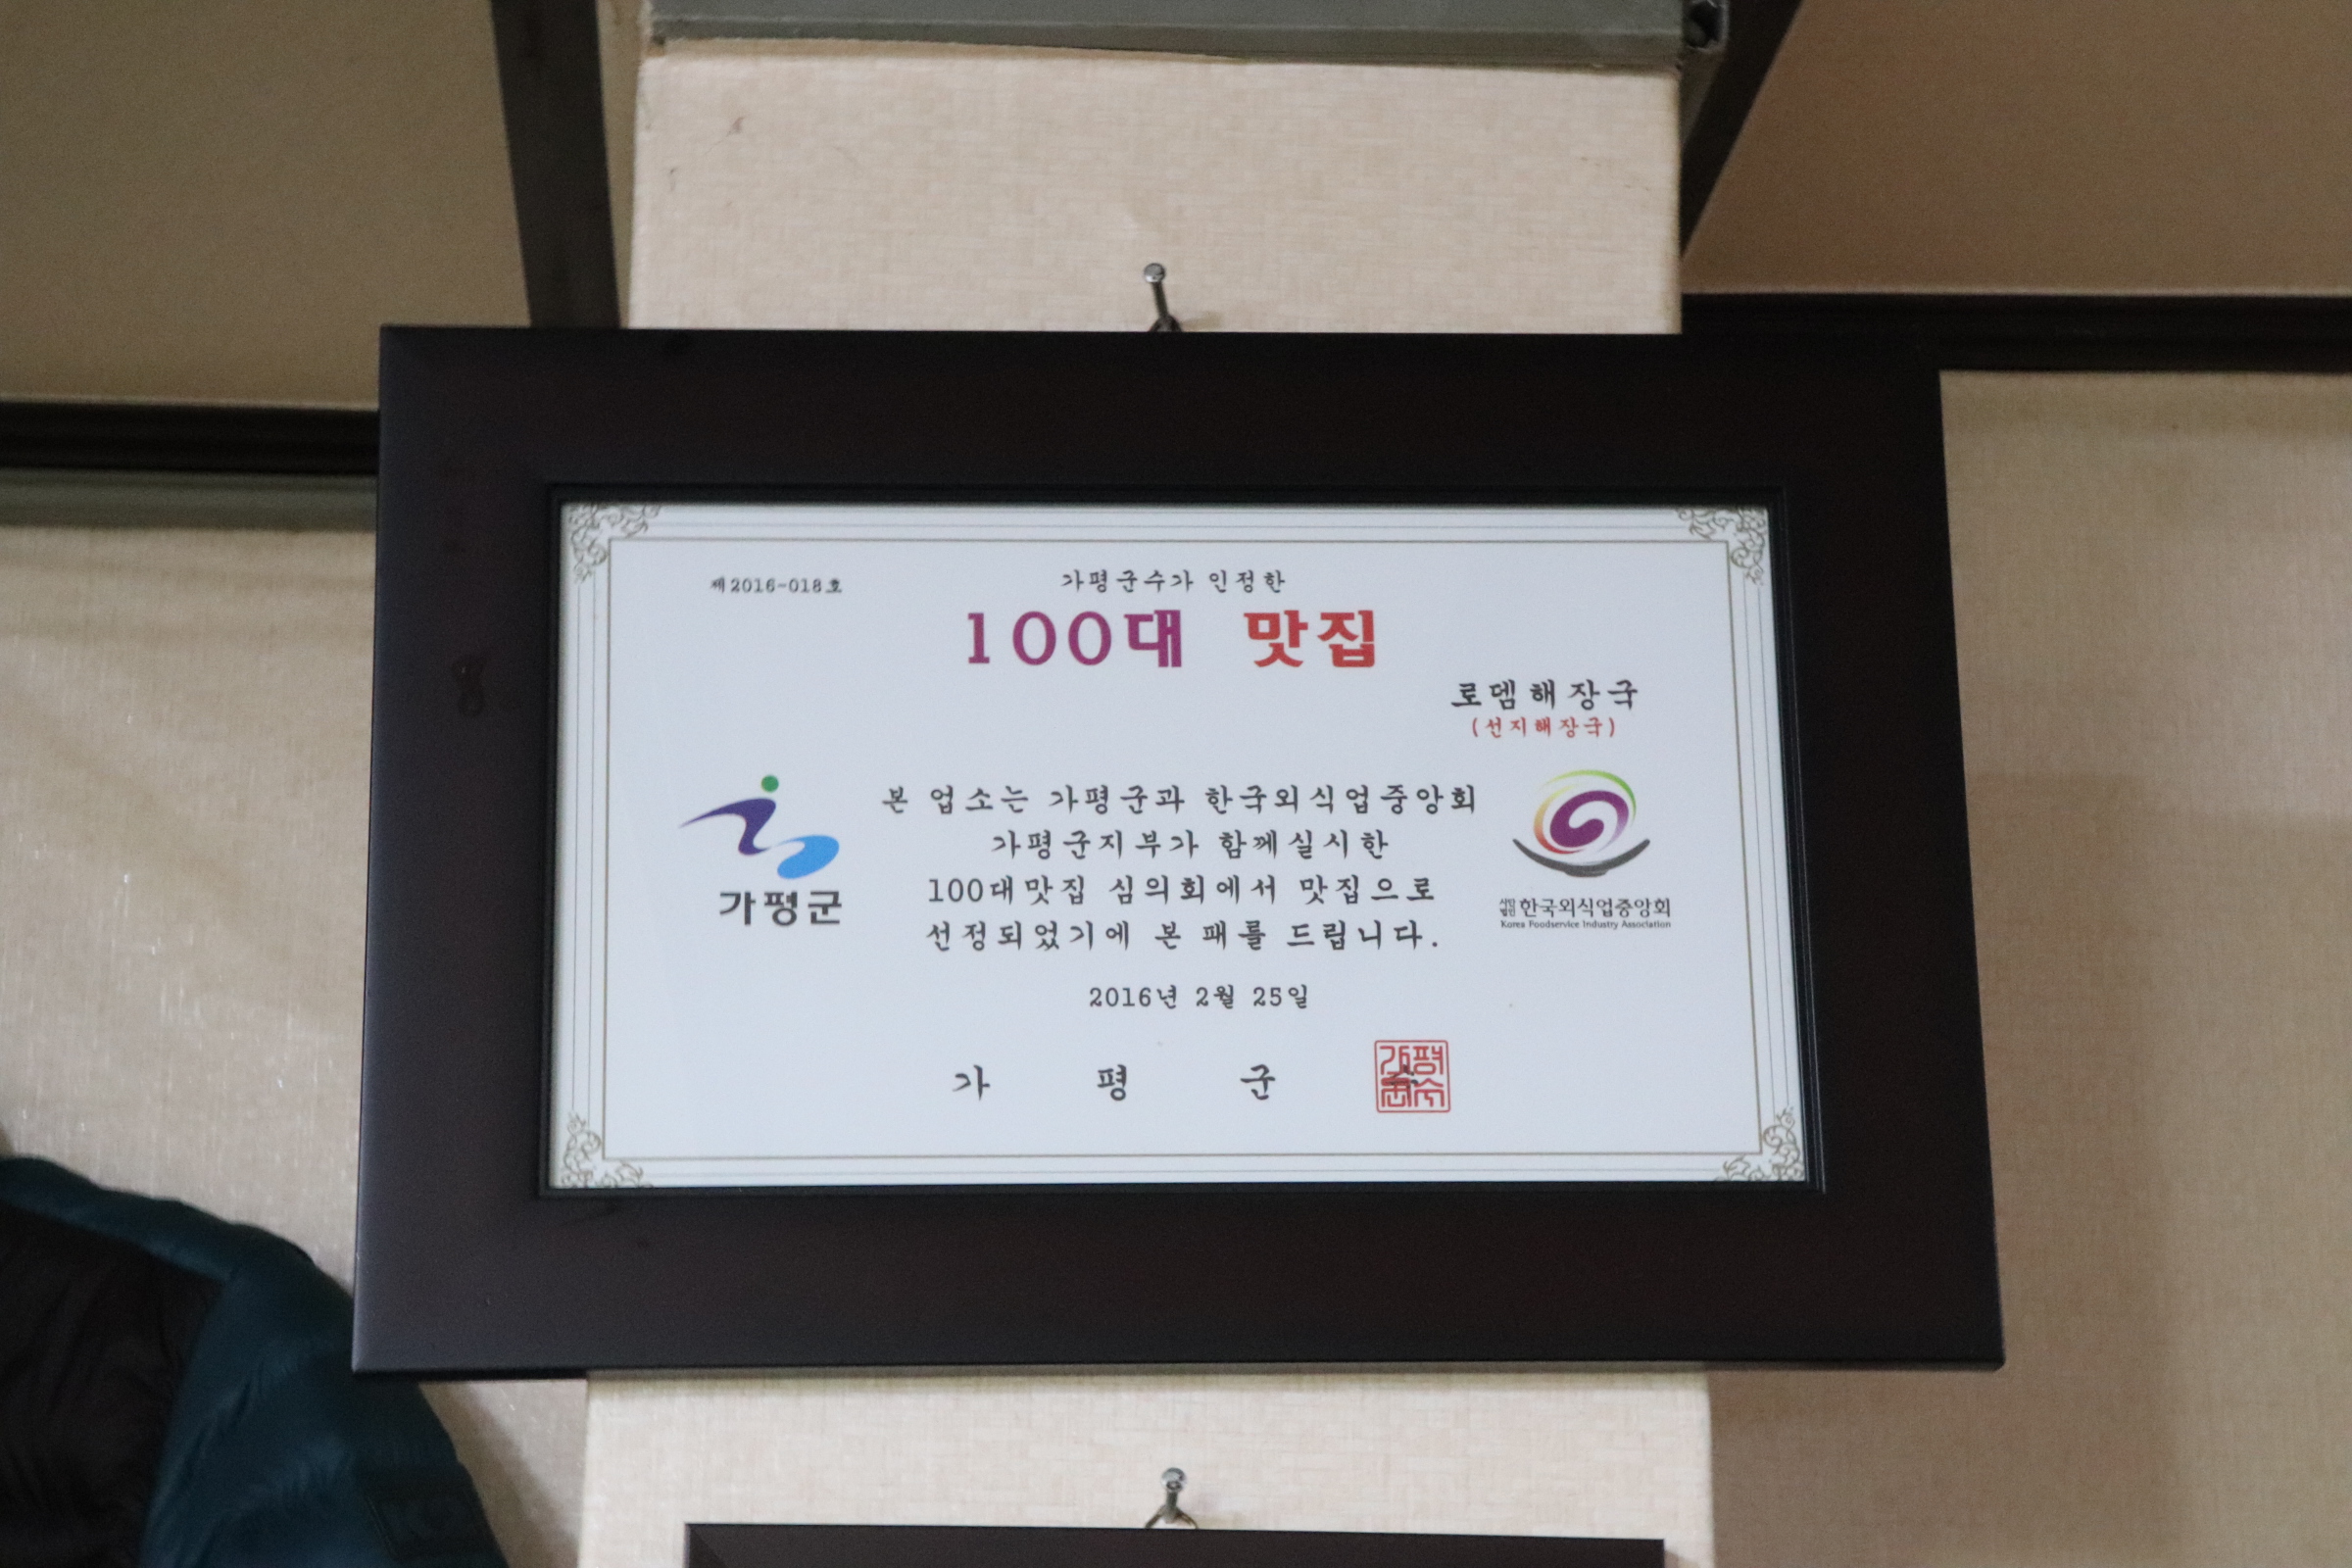 제2016-018호
가평군수가 인정한
100대 맛집
로뎀해장국
(선지해장국)
본 업소는 가평군과 한국외식업중앙회
가평군지부가 함께실시한
100대맛집 심의회에서 맛집으로
선정되었기에 본 패를 드립니다.
가평군
사단법인 한국외식업중앙회
Korea Foodservice Industry Association
2016년 2월 25일
가 평 군 수